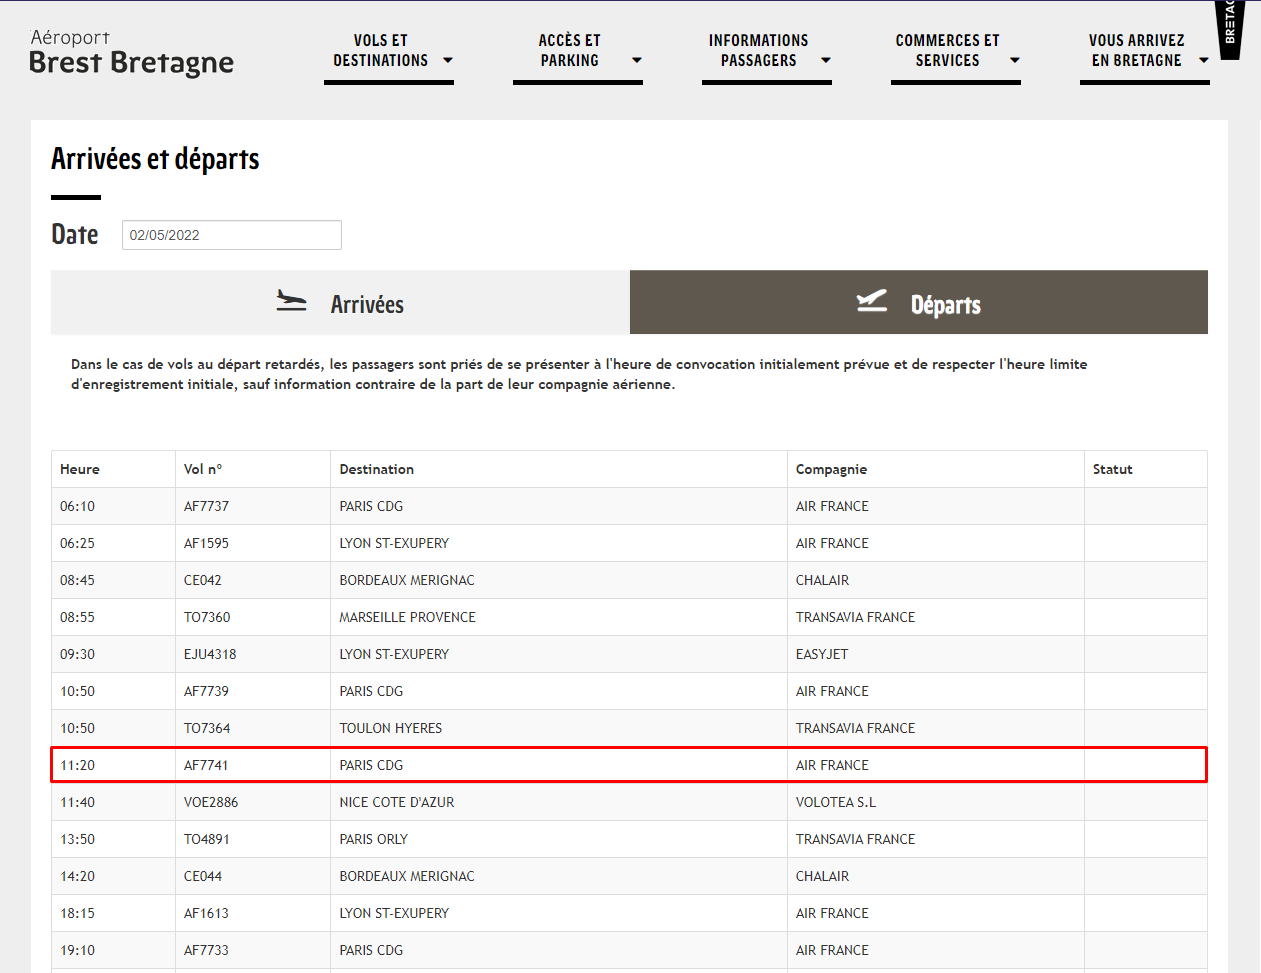 Aéroport
Brest Bretagne
VOLS ET
DESTINATIONS
ACCÈS ET
PARKING
INFORMATIONS
PASSAGERS
COMMERCES ET
SERVICES
VOUS ARRIVEZ
EN BRETAGNE
Arrivées et départs
Date 02/05/2022
Arrivées Départs
Dans le cas de vols au départ retardés, les passagers sont priés de se présenter à l'heure de convocation initialement prévue et de respecter l'heure limite
d'enregistrement initiale, sauf information contraire de la part de leur compagnie aérienne.
Heure Vol n° Destination Compagnie Statut
06:10 AF7737 PARIS CDG AIR FRANCE
06:25 AF1595 LYON ST-EXUPERY AIR FRANCE
08:45 CE042 BORDEAUX MERIGNAC CHALAIR
08:55 TO7360 MARSEILLE PROVENCE TRANSAVIA FRANCE
09:30 EJU4318 LYON ST-EXUPERY EASYJET
10:50 AF7739 PARIS CDG AIR FRANCE
10:50 TO7364 TOULON HYERES TRANSAVIA FRANCE
11:20 AF7741 PARIS CDG AIR FRANCE
11:40 VOE2886 NICE COTE D'AZUR VOLOTEA S.L
13:50 TO4891 PARIS ORLY TRANSAVIA FRANCE
14:20 CE044 BORDEAUX MERIGNAC CHALAIR
18:15 AF1613 LYON ST-EXUPERY AIR FRANCE
19:10 AF7733 PARIS CDG AIR FRANCE